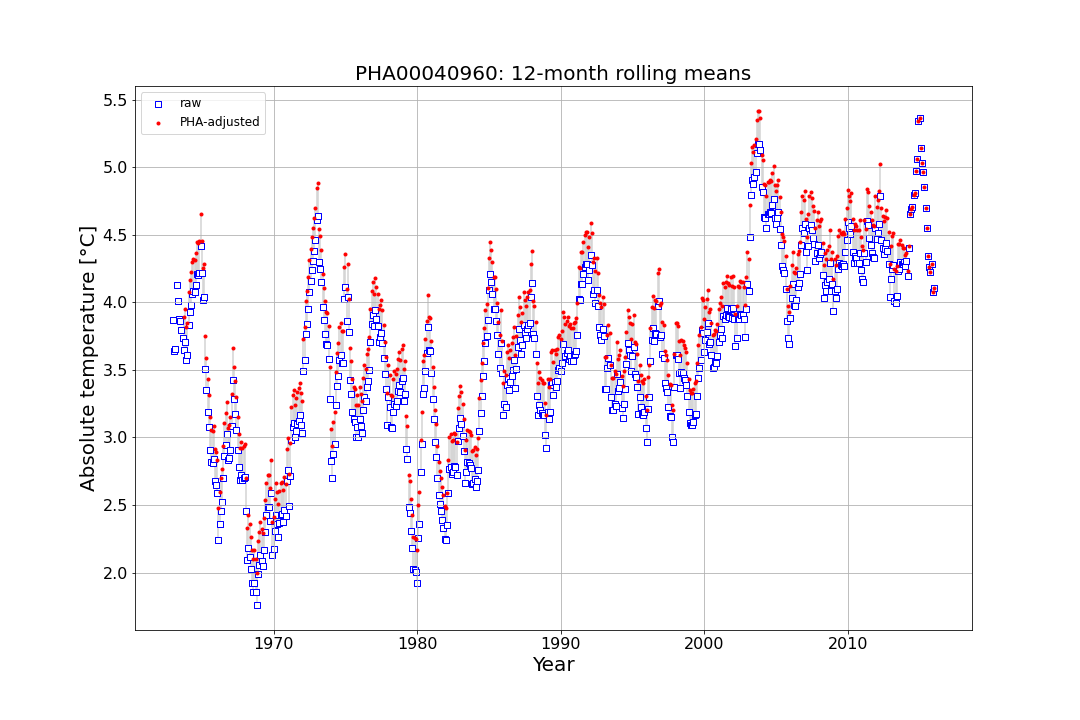 PHA00040960: 12-month rolling means
raw
PHA-adjusted
5.5
5.0
4.5
4.0
3.5
3.0
2.5
2.0
Absolute temperature [°C]
1970 1980 1990 2000 2010
Year